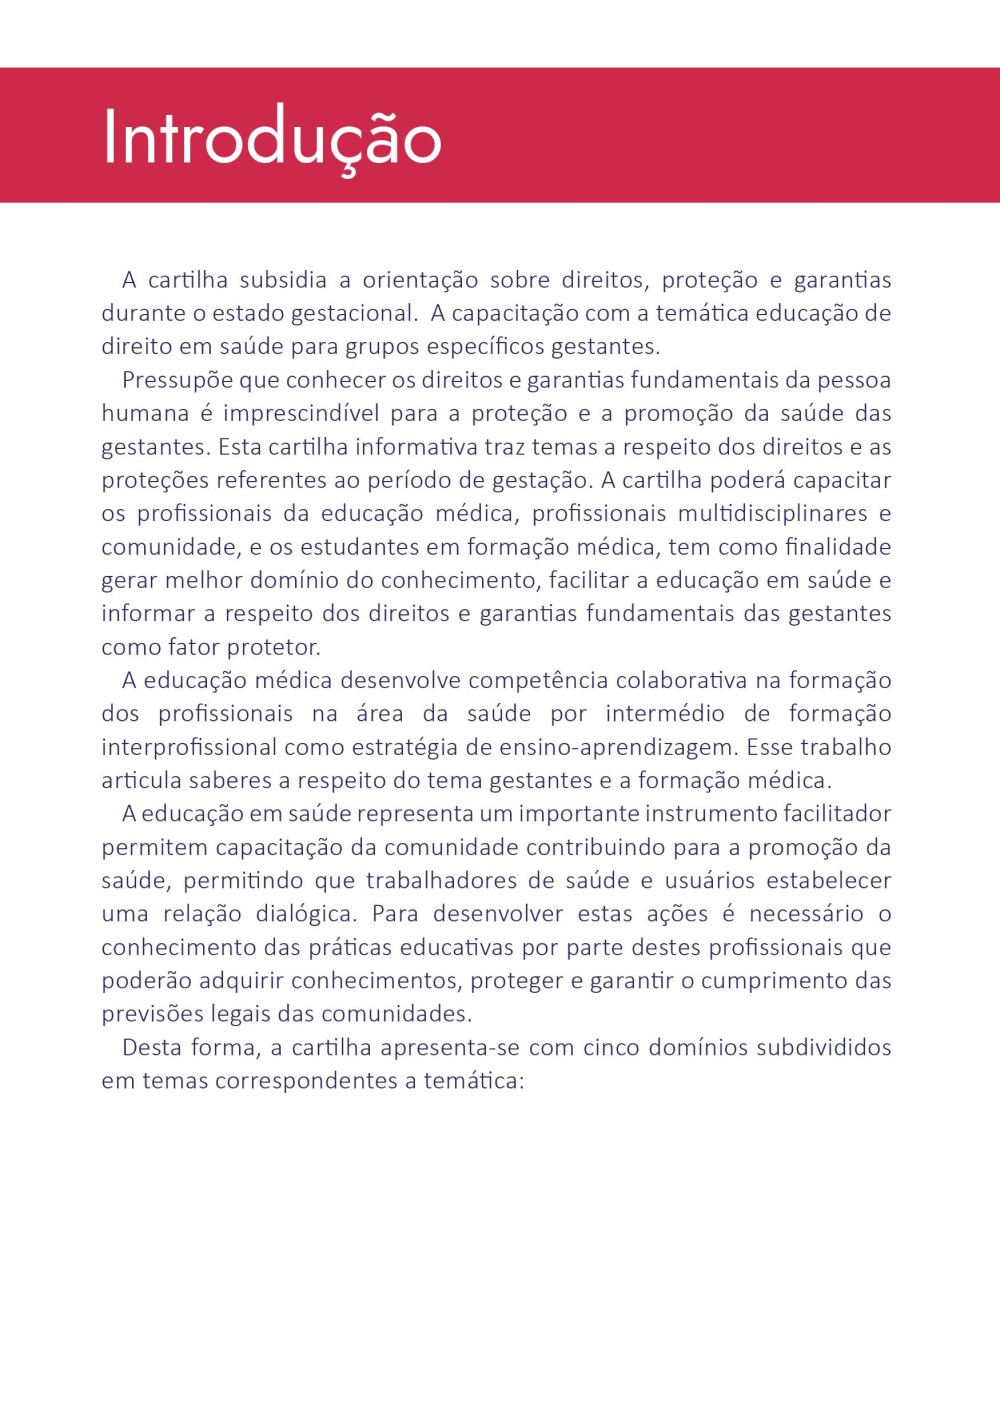 Introdução
A cartilha subsidia a orientação sobre direitos, proteção e garantias
durante o estado gestacional.  A capacitação com a temática educação de
direito em saúde para grupos específicos gestantes.
Pressupõe que conhecer os direitos e garantias fundamentais da pessoa
humana é imprescindível para a proteção e a promoção da saúde das
gestantes. Esta cartilha informativa traz temas a respeito dos direitos e as
proteções referentes ao período de gestação. A cartilha poderá capacitar
os profissionais da educação médica, profissionais multidisciplinares e
comunidade, e os estudantes em formação médica, tem como finalidade
gerar melhor domínio do conhecimento, facilitar a educação em saúde e
informar a respeito dos direitos e garantias fundamentais das gestantes
como fator protetor.
A educação médica desenvolve competência colaborativa na formação
dos profissionais na área da saúde por intermédio de formação
interprofissional como estratégia de ensino-aprendizagem. Esse trabalho
articula saberes a respeito do tema gestantes e a formação médica.
A educação em saúde representa um importante instrumento facilitador
permitem capacitação da comunidade contribuindo para a promoção da
saúde, permitindo que trabalhadores de saúde e usuários estabelecer
uma relação dialógica. Para desenvolver estas ações é necessário o
conhecimento das práticas educativas por parte destes profissionais que
poderão adquirir conhecimentos, proteger e garantir o cumprimento das
previsões legais das comunidades.
Desta forma, a cartilha apresenta-se com cinco domínios subdivididos
em temas correspondentes a temática: